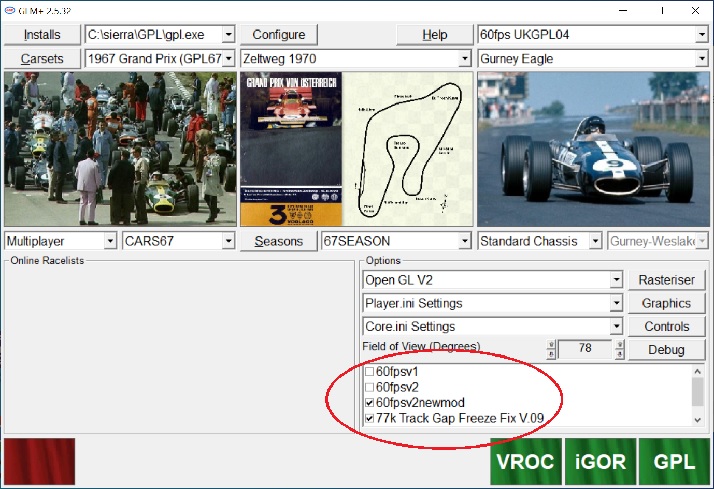 GEM+ 2.5.32
Installs
C:\sierra\GPL\gpl.exe
Configure
Help
60fps UKGPL04
Carsets
1967 Grand Prix (GPL67
Zeltweg 1970
Gurney Eagle
GRAND PRIX VON ÖSTERREICH
3
Multiplayer
CARS67
Seasons
67SEASON
Standard Chassis
Gurney-Weslake
Online Racelists
Options
Open GL V2
Rasteriser
Player.ini Settings
Graphics
Core.ini Settings
Controls
Field of View (Degrees)
78
Debug
60fpsv1
60fpsv2
60fpsv2newmod
77k Track Gap Freeze Fix V.09
VROC
iGOR
GPL